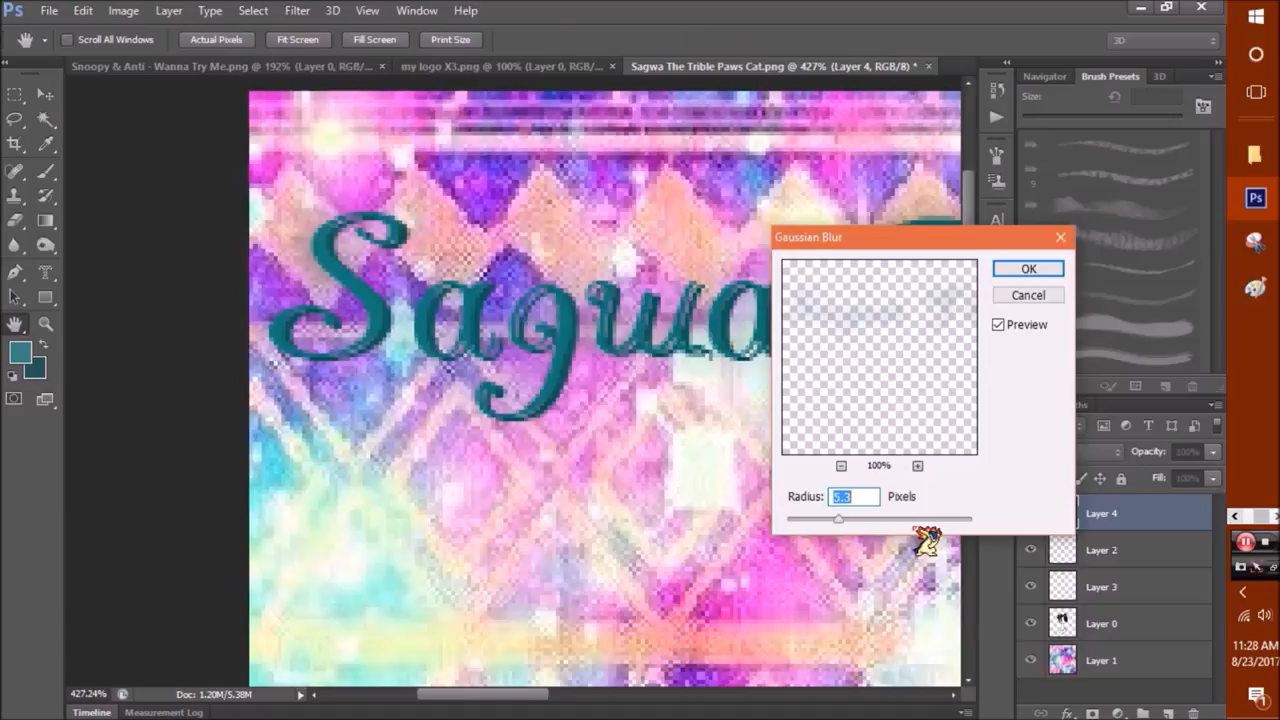 Ps File Edit Image Layer Type Select Filter 3D View Window Help
Scroll All Windows Actual Pixels Fit Screen Fill Screen Print Size 3D
Snoopy & Anti - Wanna Try Me.png @ 192% (Layer 0, RGB/... × my logo X3.png @ 100% (Layer 0, RGB/... × Sagwa The Trible Paws Cat.png @ 427% (Layer 4, RGB/8) * ×
Navigator Brush Presets 3D
Size:
Sagwa
Gaussian Blur
OK
Cancel
Preview
100%
Radius: 5.3 Pixels
Opacity: 100%
Fill: 100%
Layer 4
Layer 2
Layer 3
Layer 0
Layer 1
Ps
11:28 AM
8/23/2017
427.24% Doc: 1.20M/5.38M
Timeline Measurement Log